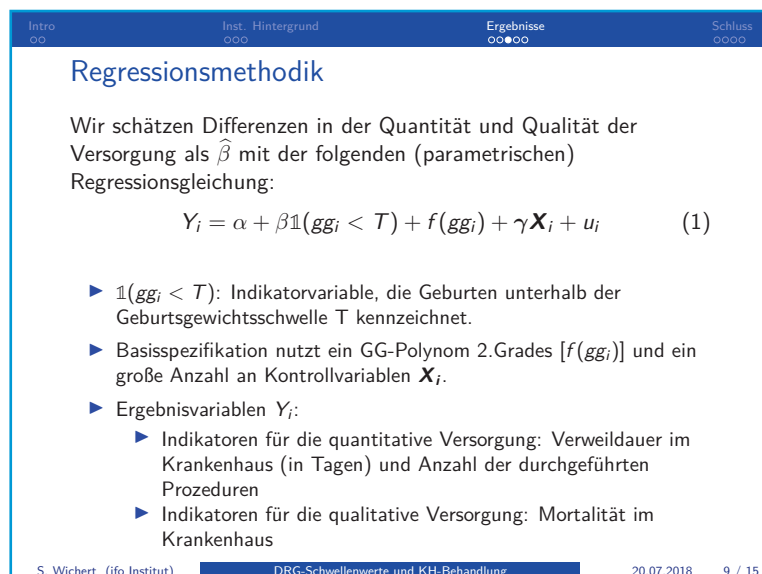 Intro Inst. Hintergrund Ergebnisse Schluss
Regressionsmethodik
Wir schätzen Differenzen in der Quantität und Qualität der
Versorgung als β̂ mit der folgenden (parametrischen)
Regressionsgleichung:
Yᵢ = α + β𝟙(ggᵢ < T) + f(ggᵢ) + γXᵢ + uᵢ (1)
▶ 𝟙(ggᵢ < T): Indikatorvariable, die Geburten unterhalb der
Geburtsgewichtsschwelle T kennzeichnet.
▶ Basisspezifikation nutzt ein GG-Polynom 2.Grades [f(ggᵢ)] und ein
große Anzahl an Kontrollvariablen Xᵢ.
▶ Ergebnisvariablen Yᵢ:
▶ Indikatoren für die quantitative Versorgung: Verweildauer im
Krankenhaus (in Tagen) und Anzahl der durchgeführten
Prozeduren
▶ Indikatoren für die qualitative Versorgung: Mortalität im
Krankenhaus
S. Wichert (ifo Institut) DRG-Schwellenwerte und KH-Behandlung 20.07.2018 9 / 15